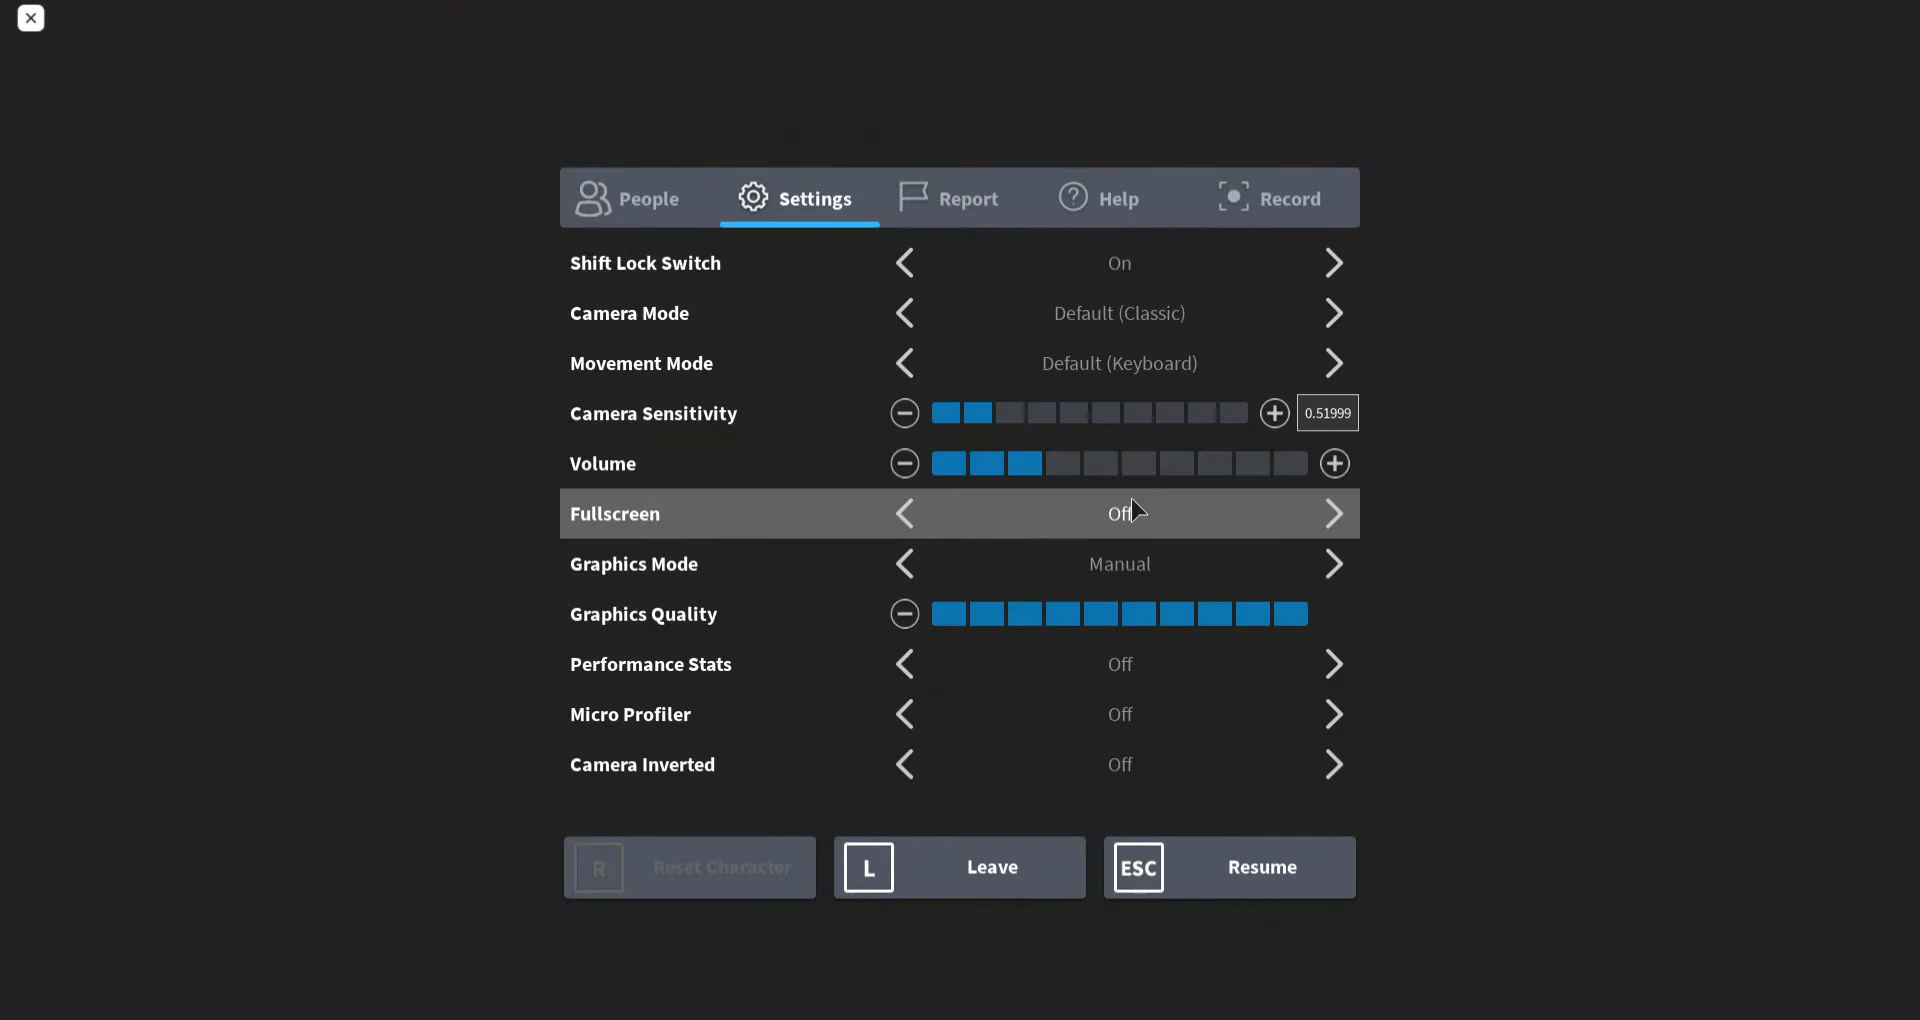 People Settings Report Help Record
Shift Lock Switch On
Camera Mode Default (Classic)
Movement Mode Default (Keyboard)
Camera Sensitivity 0.51999
Volume
Fullscreen Off
Graphics Mode Manual
Graphics Quality
Performance Stats Off
Micro Profiler Off
Camera Inverted Off
R Reset Character L Leave ESC Resume